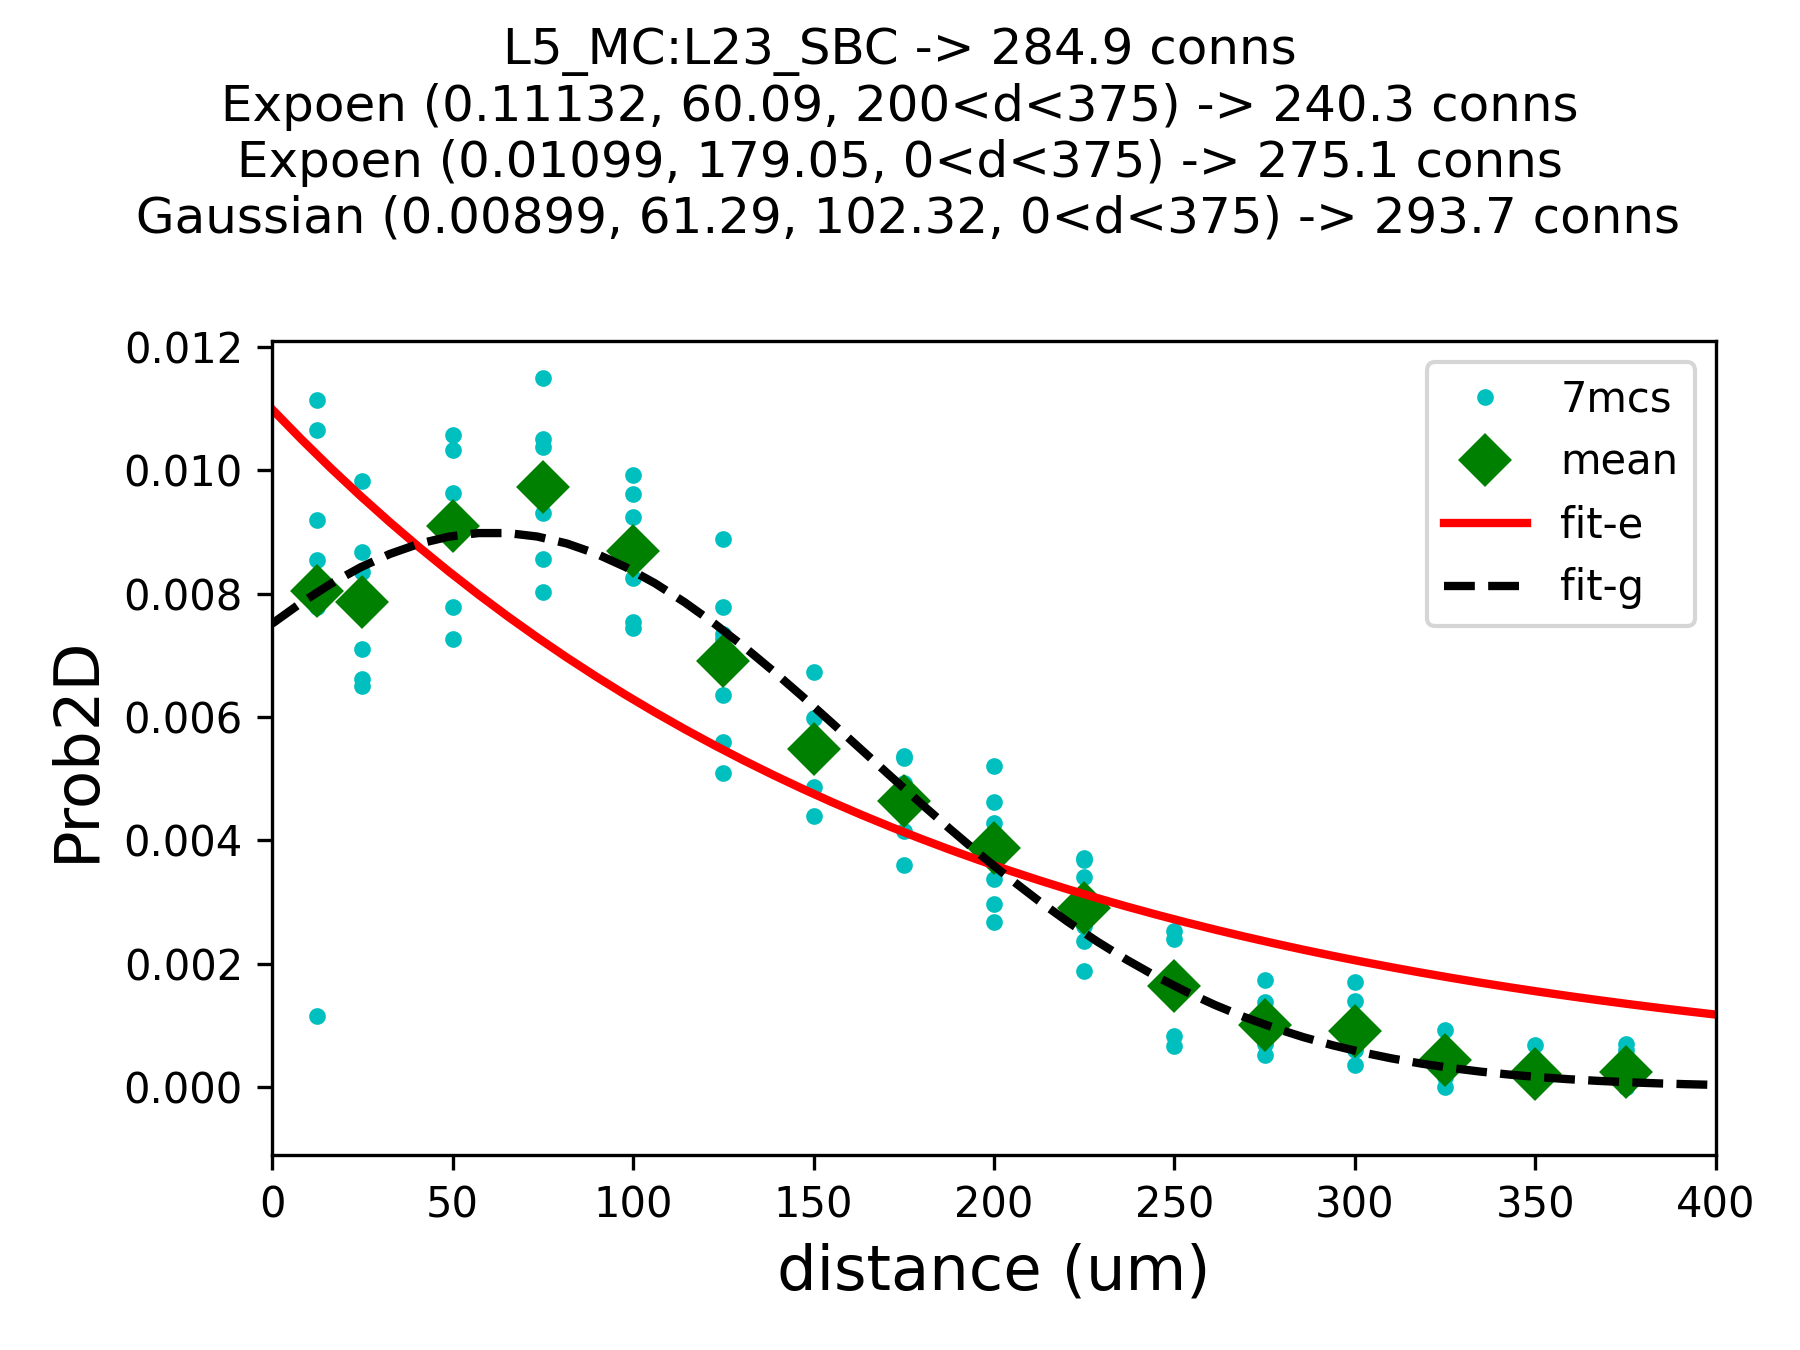 L5_MC:L23_SBC -> 284.9 conns
Expoen (0.11132, 60.09, 200<d<375) -> 240.3 conns
Expoen (0.01099, 179.05, 0<d<375) -> 275.1 conns
Gaussian (0.00899, 61.29, 102.32, 0<d<375) -> 293.7 conns
0.012
0.010
0.008
0.006
0.004
0.002
0.000
Prob2D
7mcs
mean
fit-e
fit-g
0 50 100 150 200 250 300 350 400
distance (um)